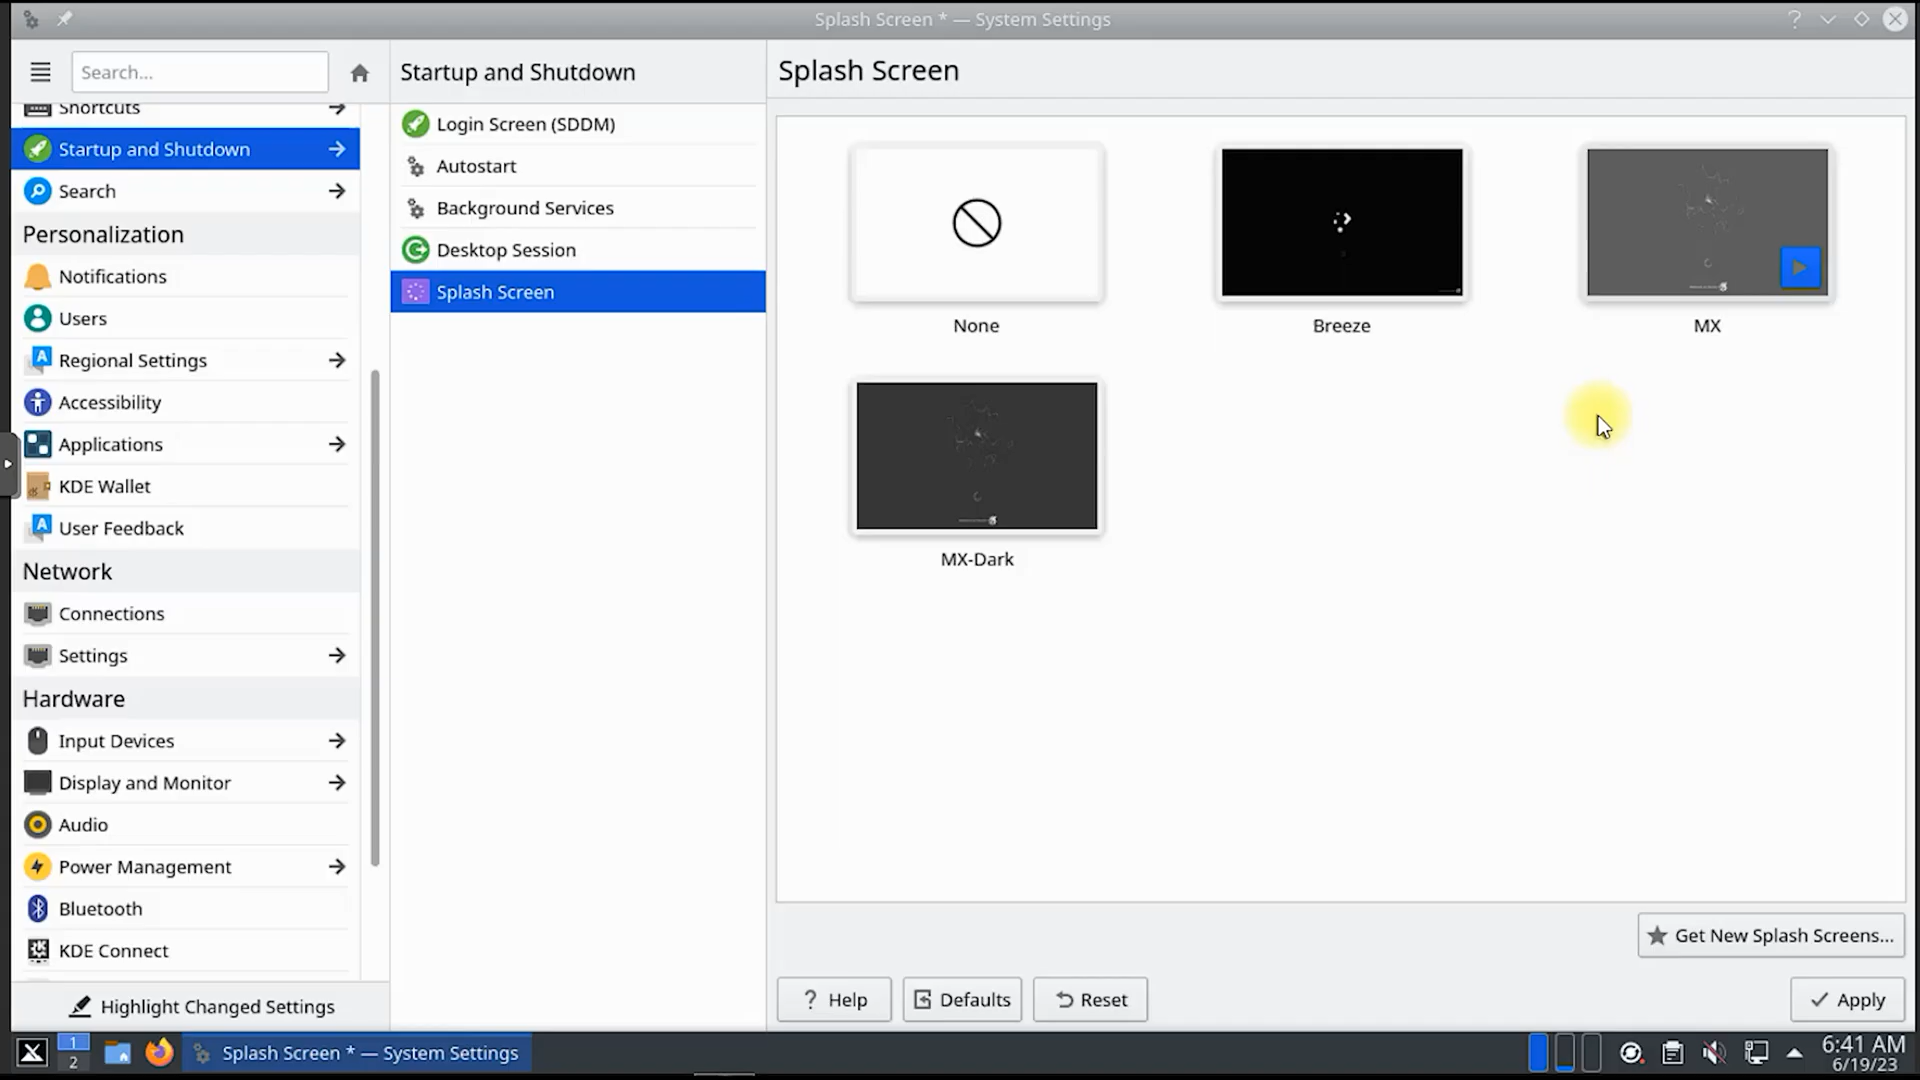 Splash Screen * — System Settings
Search...
Startup and Shutdown
Splash Screen
Shortcuts
Startup and Shutdown
Search
Personalization
Notifications
Users
Regional Settings
Accessibility
Applications
KDE Wallet
User Feedback
Network
Connections
Settings
Hardware
Input Devices
Display and Monitor
Audio
Power Management
Bluetooth
KDE Connect
Highlight Changed Settings
Login Screen (SDDM)
Autostart
Background Services
Desktop Session
Splash Screen
None
Breeze
MX
MX-Dark
Get New Splash Screens...
? Help
Defaults
Reset
Apply
1
2
Splash Screen * — System Settings
6:41 AM
6/19/23